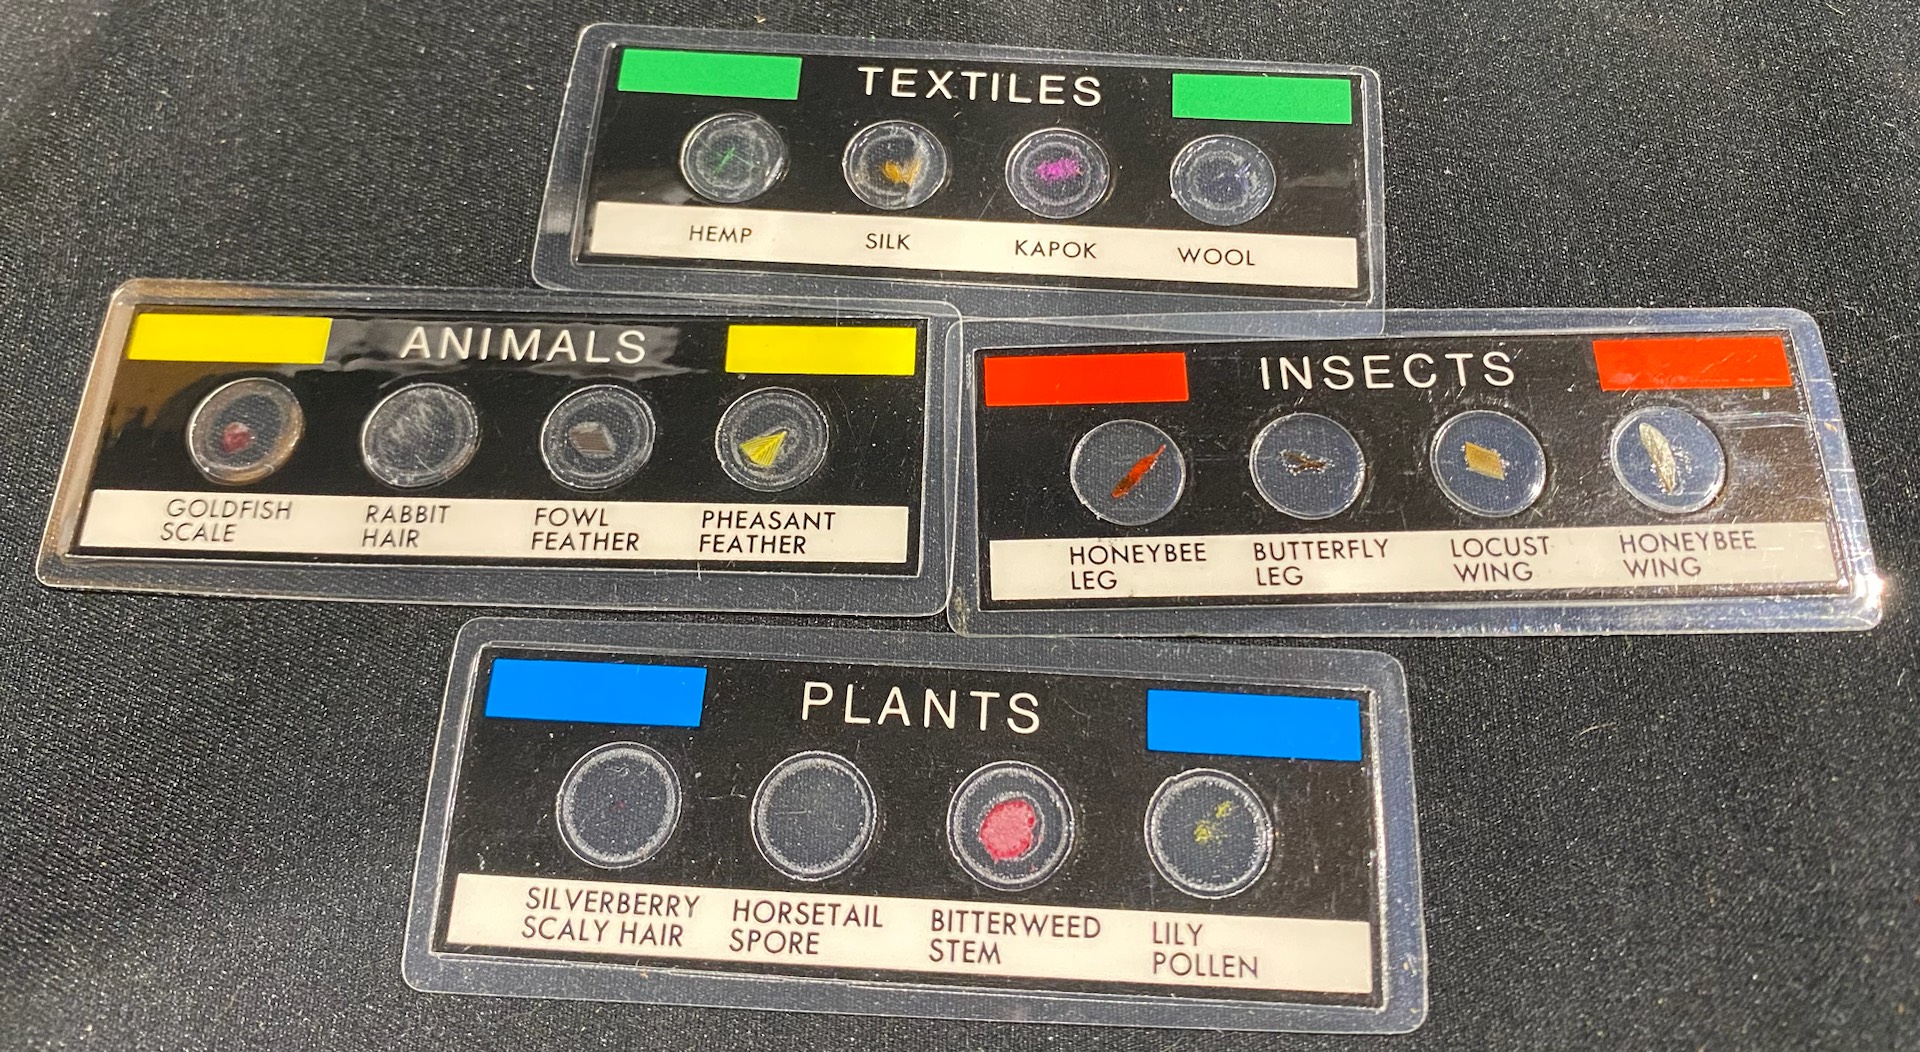 TEXTILES
HEMP SILK KAPOK WOOL
ANIMALS
GOLDFISH SCALE
RABBIT HAIR
FOWL FEATHER
PHEASANT FEATHER
INSECTS
HONEYBEE LEG
BUTTERFLY LEG
LOCUST WING
HONEYBEE WING
PLANTS
SILVERBERRY SCALY HAIR
HORSETAIL SPORE
BITTERWEED STEM
LILY POLLEN